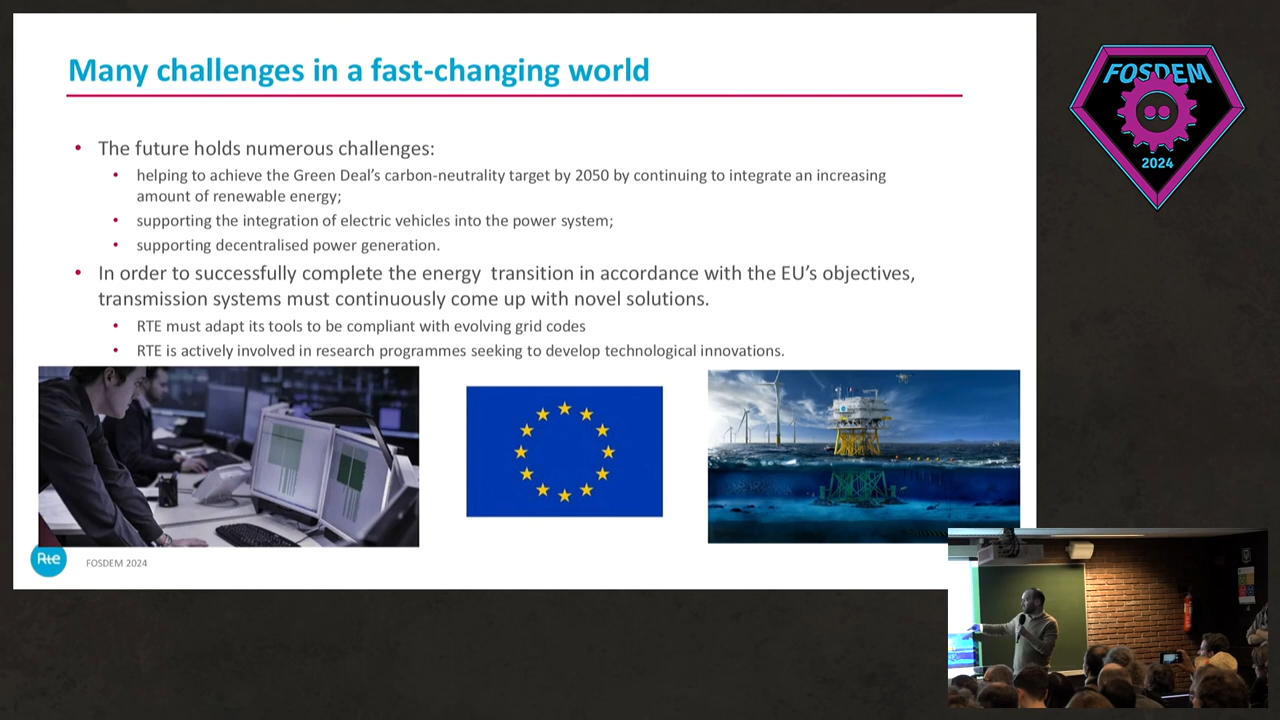 Many challenges in a fast-changing world
FOSDEM
2024
• The future holds numerous challenges:
• helping to achieve the Green Deal’s carbon-neutrality target by 2050 by continuing to integrate an increasing
amount of renewable energy;
• supporting the integration of electric vehicles into the power system;
• supporting decentralised power generation.
• In order to successfully complete the energy  transition in accordance with the EU’s objectives,
transmission systems must continuously come up with novel solutions.
• RTE must adapt its tools to be compliant with evolving grid codes
• RTE is actively involved in research programmes seeking to develop technological innovations.
Rte
FOSDEM 2024